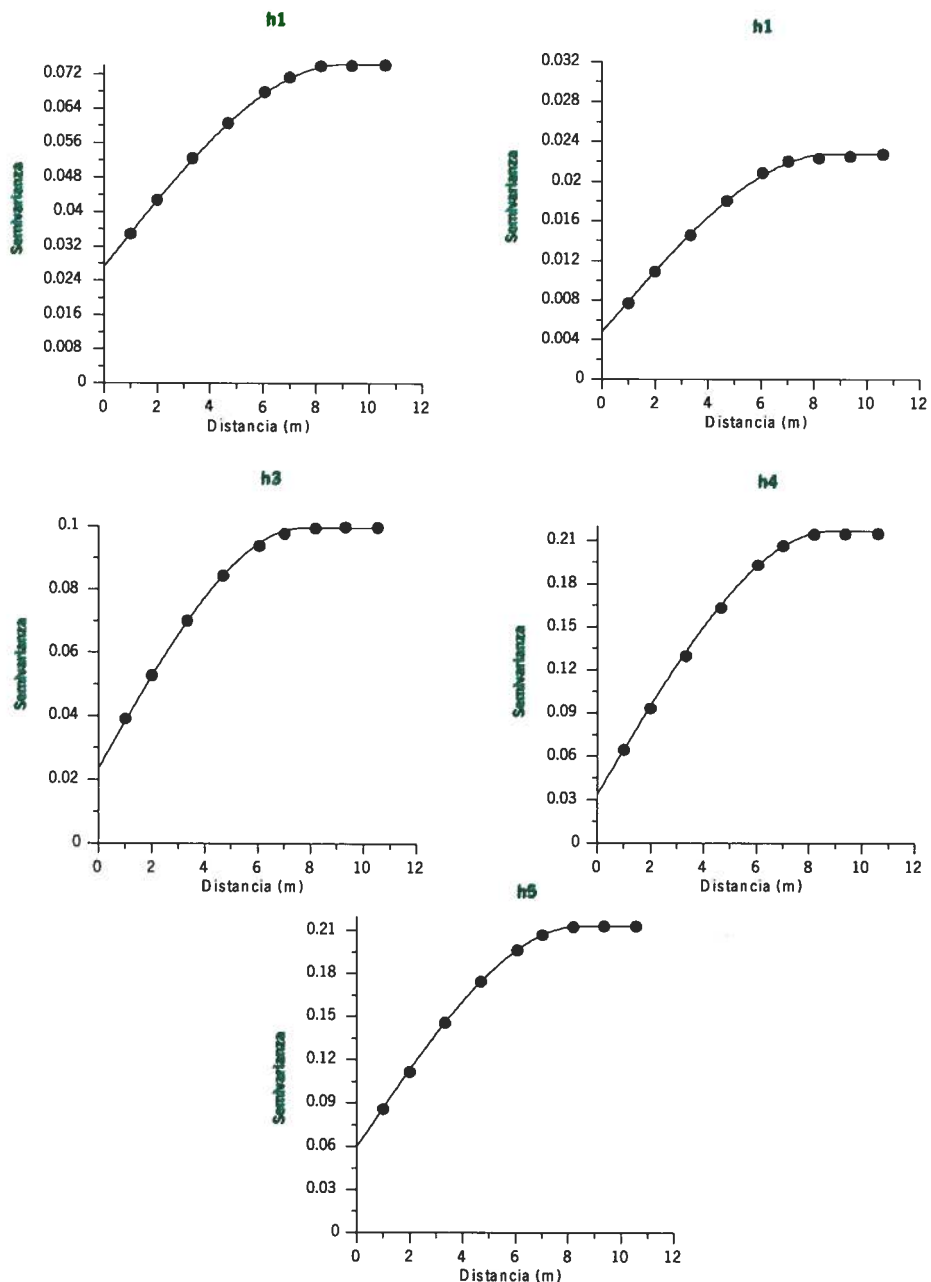 h1
0.072
0.064
0.056
0.048
0.04
0.032
0.024
0.016
0.008
0
Semivarianza
0 2 4 6 8 10 12
Distancia (m)
h1
0.032
0.028
0.024
0.02
0.016
0.012
0.008
0.004
0
Semivarianza
0 2 4 6 8 10 12
Distancia (m)
h3
0.1
0.08
0.06
0.04
0.02
0
Semivarianza
0 2 4 6 8 10 12
Distancia (m)
h4
0.21
0.18
0.15
0.12
0.09
0.06
0.03
0
Semivarianza
0 2 4 6 8 10 12
Distancia (m)
h5
0.21
0.18
0.15
0.12
0.09
0.06
0.03
0
Semivarianza
0 2 4 6 8 10 12
Distancia (m)